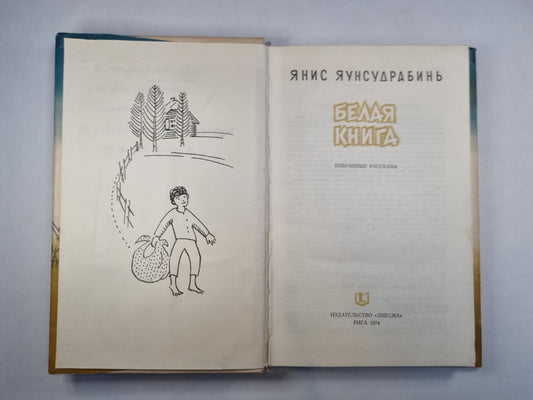 ЯНИС ЯУНСУДРАБИНЬ
БЕЛАЯ
КНИГА
ИЗБРАННЫЕ РАССКАЗЫ
ИЗДАТЕЛЬСТВО «ЛИЕСМА»
РИГА 1974